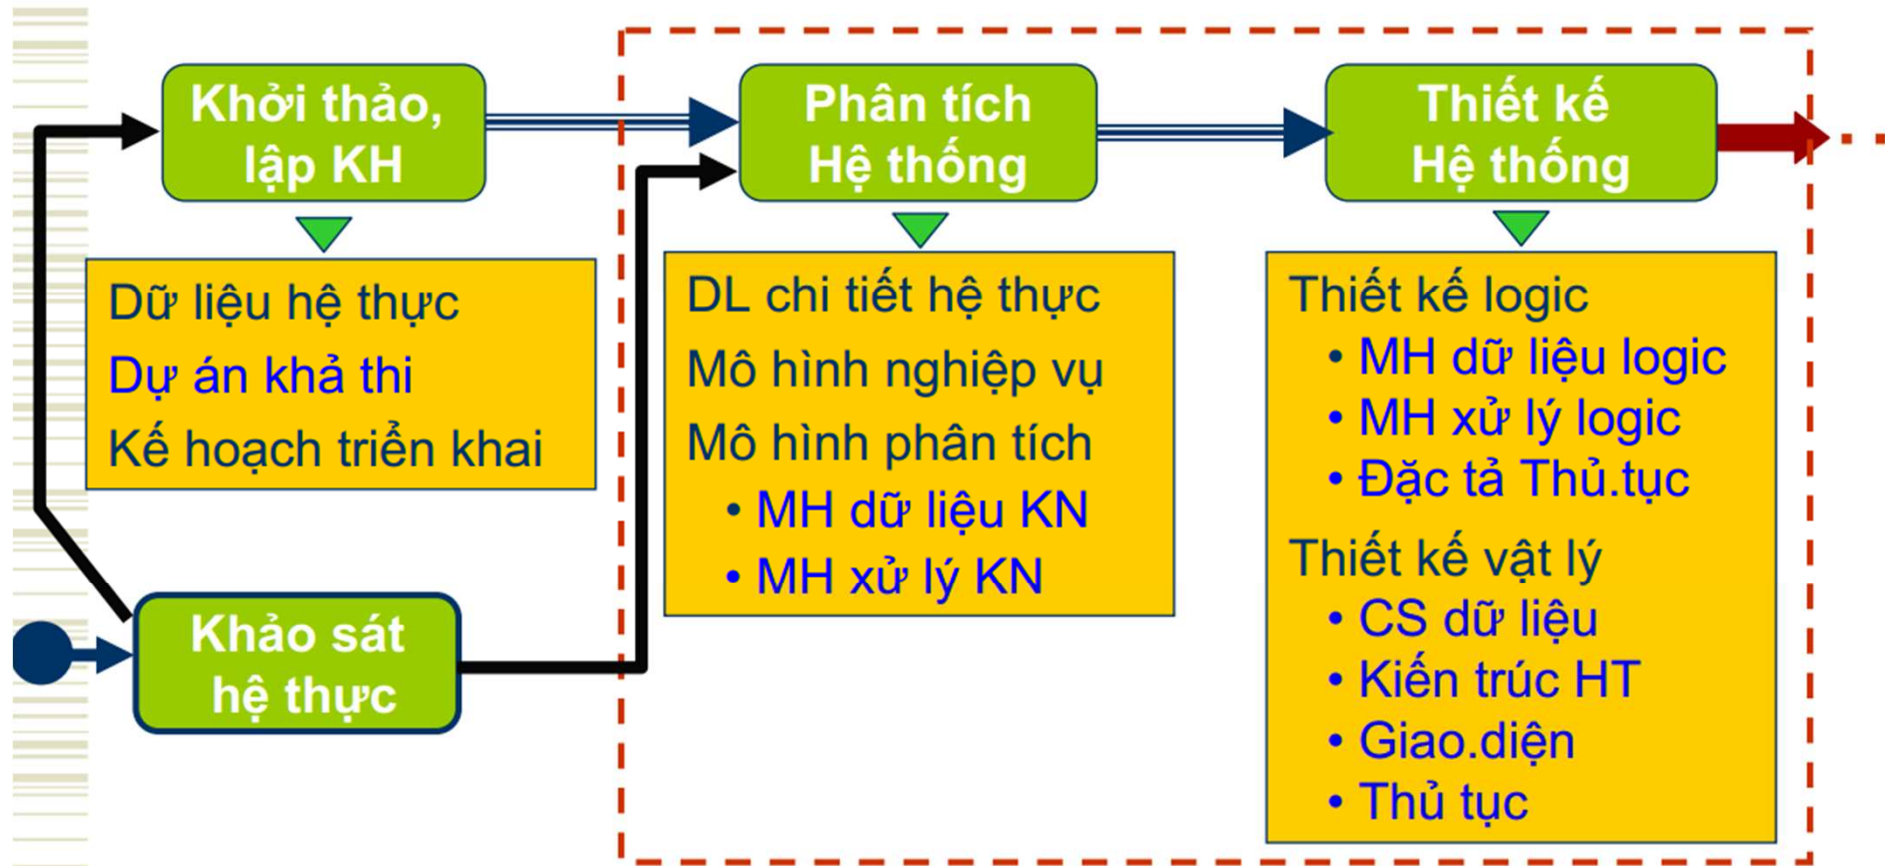 Khởi thảo,
lập KH
Dữ liệu hệ thực
Dự án khả thi
Kế hoạch triển khai
Khảo sát
hệ thực
Phân tích
Hệ thống
DL chi tiết hệ thực
Mô hình nghiệp vụ
Mô hình phân tích
• MH dữ liệu KN
• MH xử lý KN
Thiết kế
Hệ thống
Thiết kế logic
• MH dữ liệu logic
• MH xử lý logic
• Đặc tả Thủ.tục
Thiết kế vật lý
• CS dữ liệu
• Kiến trúc HT
• Giao.diện
• Thủ tục